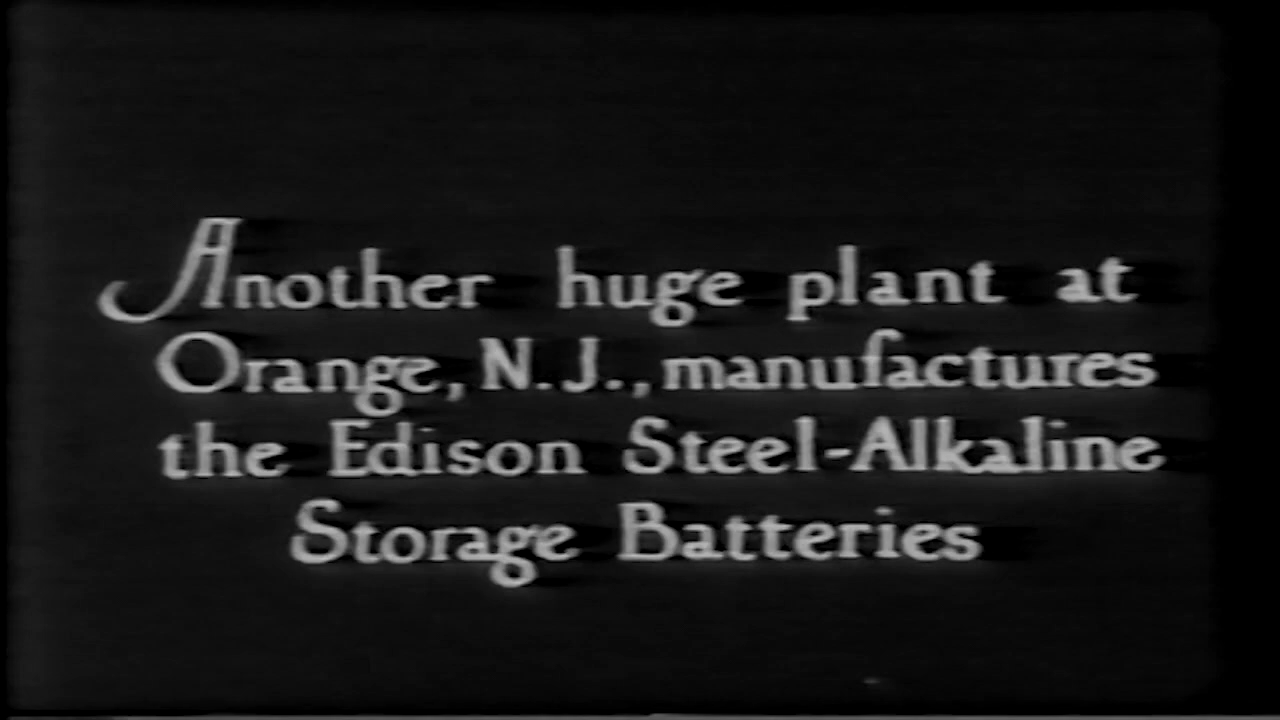 Another huge plant at
Orange, N.J., manufactures
the Edison Steel-Alkaline
Storage Batteries